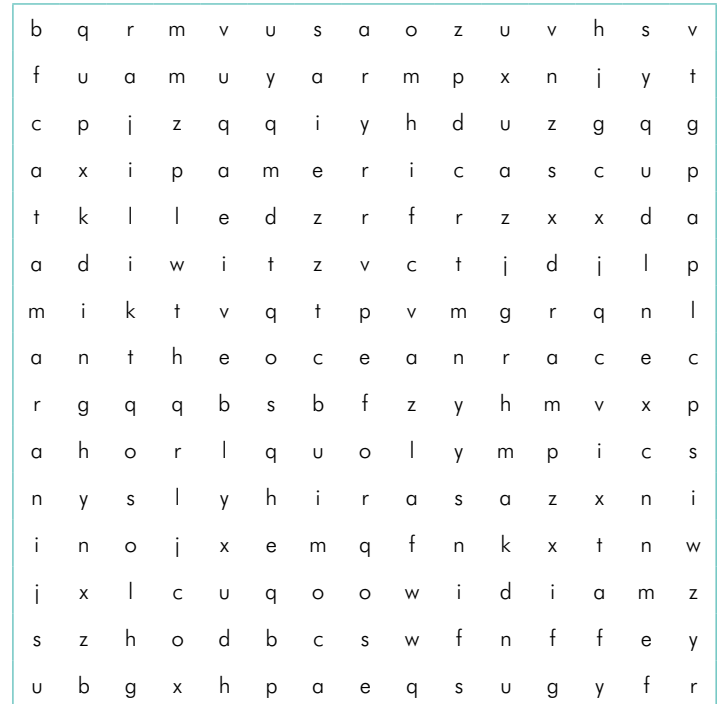 b q r m v u s a o z u v h s v
f u a m u y a r m p x n j y t
c p j z q q i y h d u z g q g
a x i p a m e r i c a s c u p
t k l l e d z r f r z x x d a
a d i w i t z v c t j d j l p
m i k t v q t p v m g r q n l
a n t h e o c e a n r a c e c
r g q q b s b f z y h m v x p
a h o r l q u o l y m p i c s
n y s l y h i r a s a z x n i
i n o j x e m q f n k x t n w
j x l c u q o o w i d i a m z
s z h o d b c s w f n f f e y
u b g x h p a e q s u g y f r